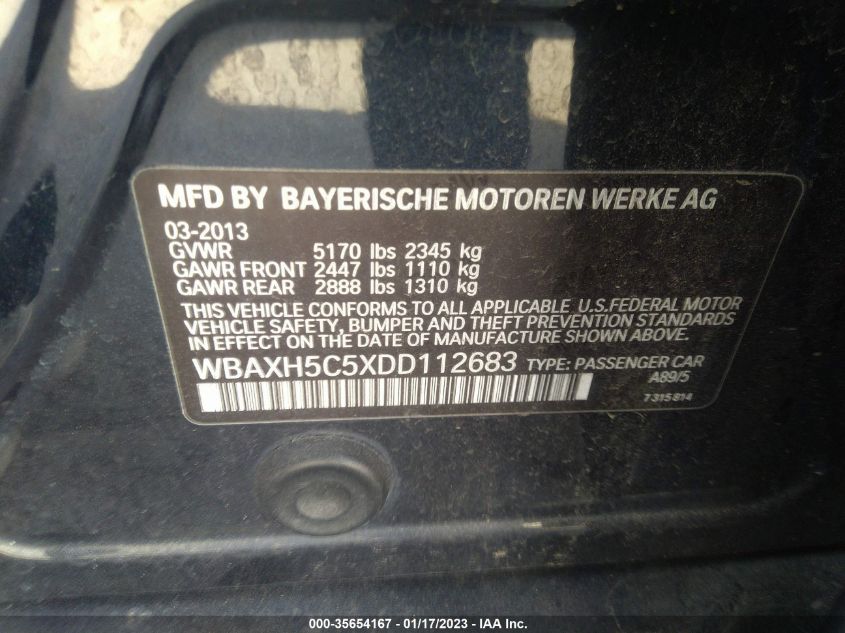 MFD BY BAYERISCHE MOTOREN WERKE AG
03-2013
GVWR 5170 lbs 2345 kg
GAWR FRONT 2447 lbs 1110 kg
GAWR REAR 2888 lbs 1310 kg
THIS VEHICLE CONFORMS TO ALL APPLICABLE U.S.FEDERAL MOTOR
VEHICLE SAFETY, BUMPER AND THEFT PREVENTION STANDARDS
IN EFFECT ON THE DATE OF MANUFACTURE SHOWN ABOVE.
WBAXH5C5XDD112683 TYPE: PASSENGER CAR
A89/5
7315814
000-35654167 - 01/17/2023 - IAA Inc.